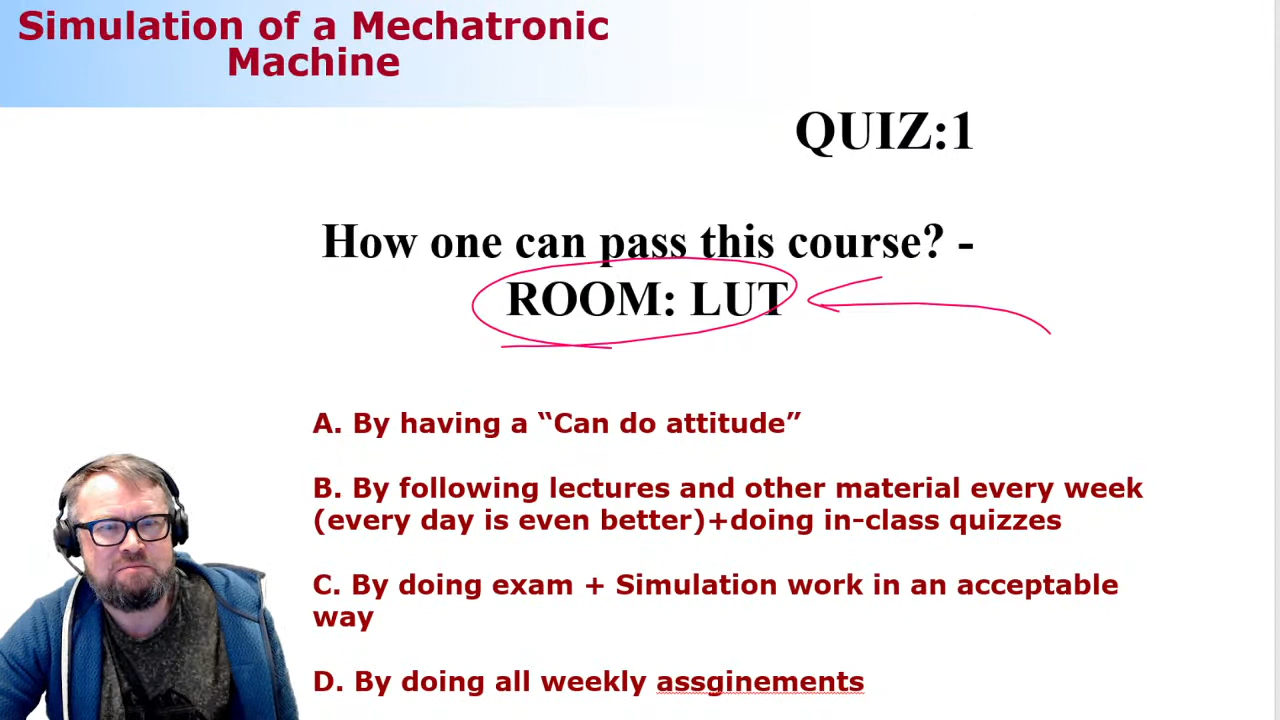 Simulation of a Mechatronic
Machine
QUIZ:1
How one can pass this course? -
ROOM: LUT
A. By having a “Can do attitude”
B. By following lectures and other material every week
(every day is even better)+doing in-class quizzes
C. By doing exam + Simulation work in an acceptable
way
D. By doing all weekly assginements